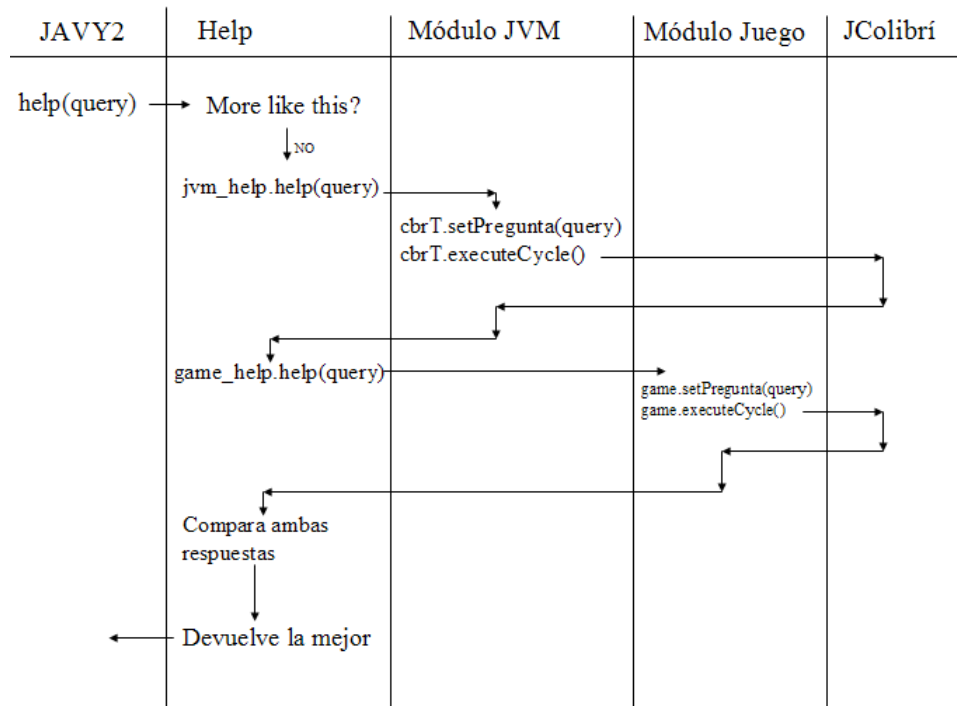 JAVY2
Help
Módulo JVM
Módulo Juego
JColibrí
help(query)
More like this?
NO
jvm_help.help(query)
cbrT.setPregunta(query)
cbrT.executeCycle()
game_help.help(query)
game.setPregunta(query)
game.executeCycle()
Compara ambas
respuestas
Devuelve la mejor